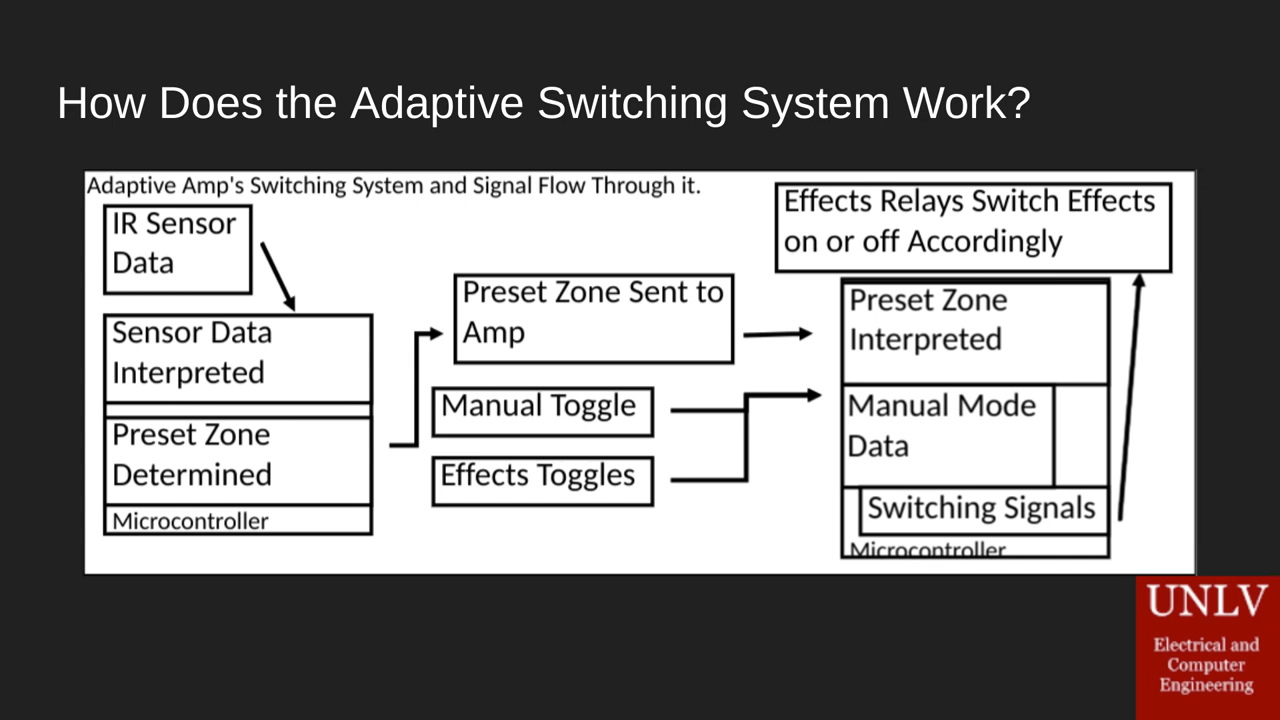 How Does the Adaptive Switching System Work?
Adaptive Amp's Switching System and Signal Flow Through it.
IR Sensor
Data
Sensor Data
Interpreted
Preset Zone
Determined
Microcontroller
Preset Zone Sent to
Amp
Manual Toggle
Effects Toggles
Effects Relays Switch Effects
on or off Accordingly
Preset Zone
Interpreted
Manual Mode
Data
Switching Signals
Microcontroller
UNLV
Electrical and
Computer
Engineering